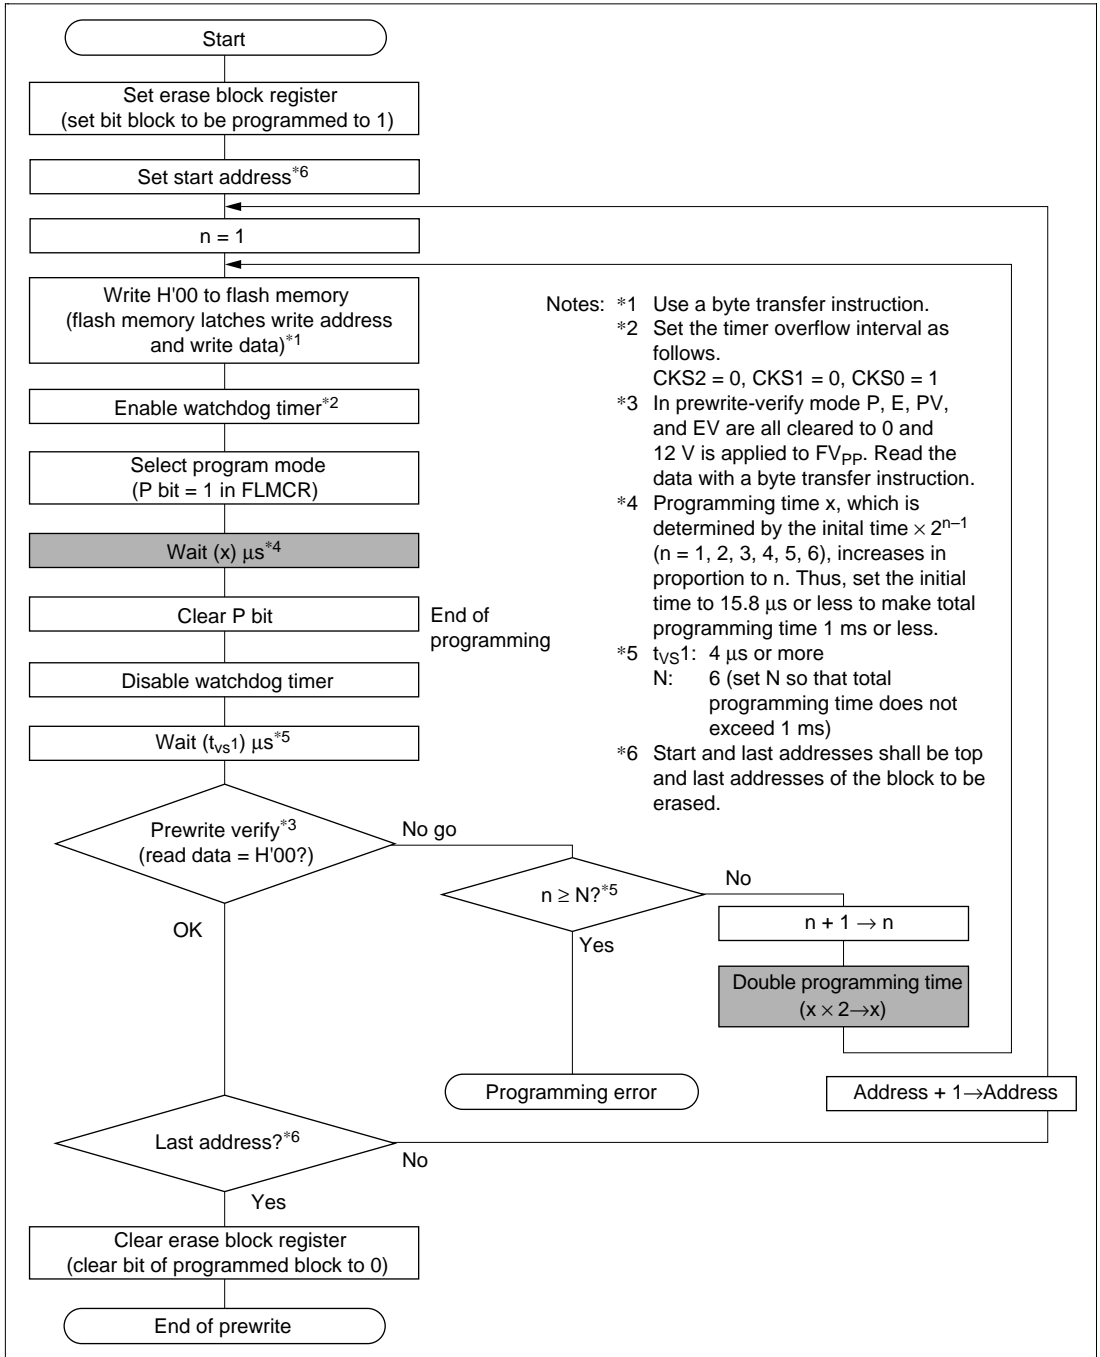 Start
Set erase block register
(set bit block to be programmed to 1)
Set start address*6
n = 1
Write H'00 to flash memory
(flash memory latches write address
and write data)*1
Enable watchdog timer*2
Select program mode
(P bit = 1 in FLMCR)
Wait (x) μs*4
Clear P bit
End of
programming
Disable watchdog timer
Wait (tvs1) μs*5
Notes: *1 Use a byte transfer instruction.
*2 Set the timer overflow interval as
follows.
CKS2 = 0, CKS1 = 0, CKS0 = 1
*3 In prewrite-verify mode P, E, PV,
and EV are all cleared to 0 and
12 V is applied to FVPP. Read the
data with a byte transfer instruction.
*4 Programming time x, which is
determined by the inital time × 2n–1
(n = 1, 2, 3, 4, 5, 6), increases in
proportion to n. Thus, set the initial
time to 15.8 μs or less to make total
programming time 1 ms or less.
*5 tVS1: 4 μs or more
N: 6 (set N so that total
programming time does not
exceed 1 ms)
*6 Start and last addresses shall be top
and last addresses of the block to be
erased.
Prewrite verify*3
(read data = H'00?)
No go
OK
n ≥ N?*5
No
Yes
n + 1 → n
Double programming time
(x × 2→x)
Programming error
Address + 1→Address
Last address?*6
No
Yes
Clear erase block register
(clear bit of programmed block to 0)
End of prewrite